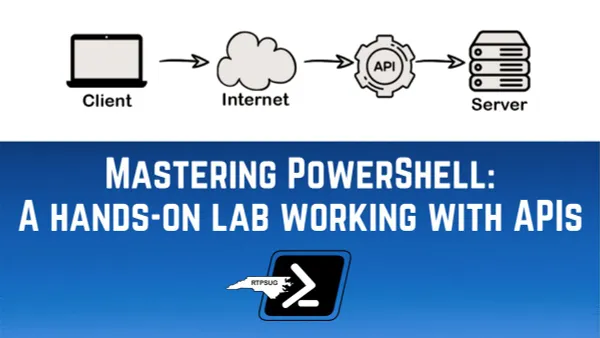 Client
Internet
API
Server
Mastering PowerShell:
A hands-on lab working with APIs
RTPSUG